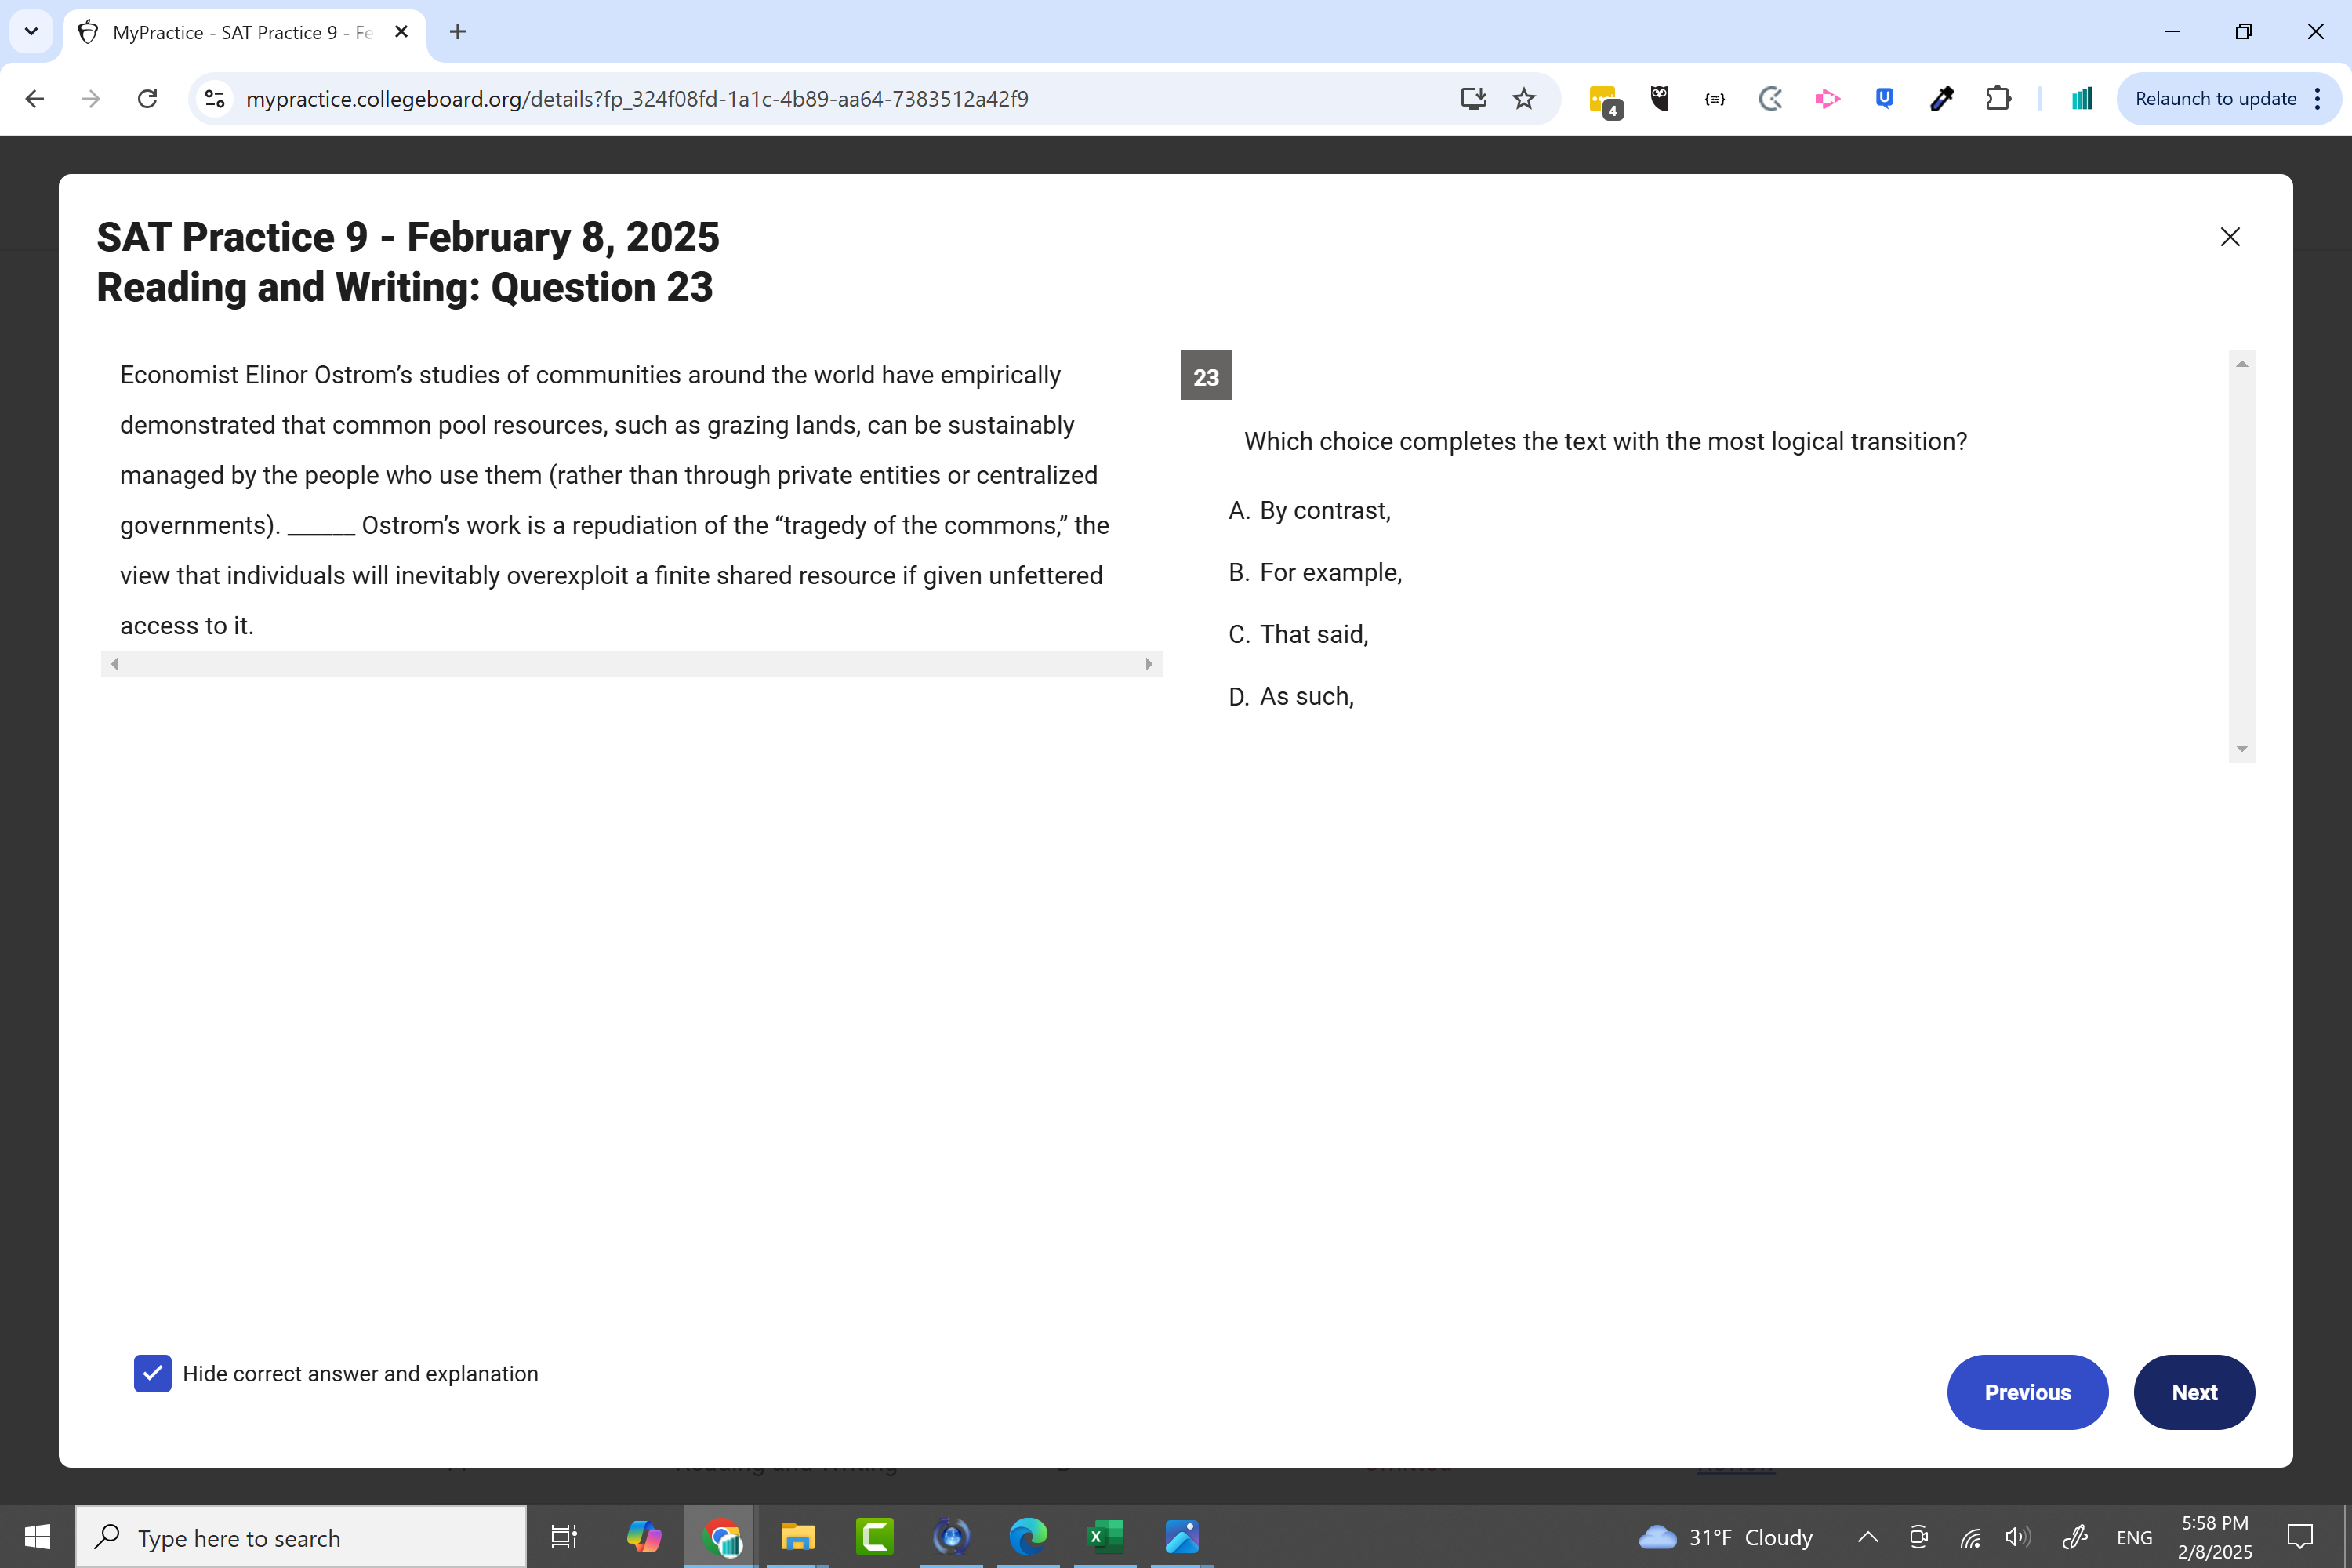 MyPractice - SAT Practice 9 - Fe
mypractice.collegeboard.org/details?fp_324f08fd-1a1c-4b89-aa64-7383512a42f9
4
Relaunch to update
SAT Practice 9 - February 8, 2025
Reading and Writing: Question 23
Economist Elinor Ostrom’s studies of communities around the world have empirically
demonstrated that common pool resources, such as grazing lands, can be sustainably
managed by the people who use them (rather than through private entities or centralized
governments). ______ Ostrom’s work is a repudiation of the “tragedy of the commons,” the
view that individuals will inevitably overexploit a finite shared resource if given unfettered
access to it.
23
Which choice completes the text with the most logical transition?
A. By contrast,
B. For example,
C. That said,
D. As such,
Hide correct answer and explanation
Previous
Next
Type here to search
31°F Cloudy
ENG
5:58 PM
2/8/2025